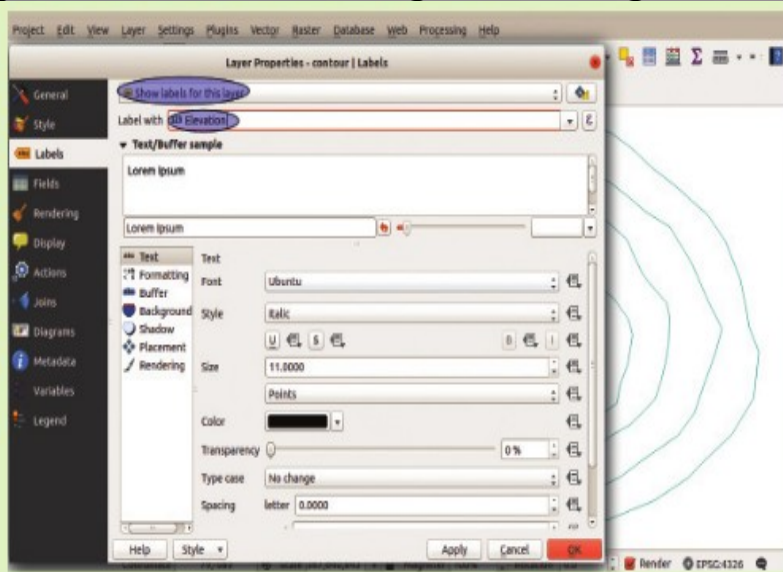 Project Edit View Layer Settings Plugins Vector Raster Database Web Processing Help
Layer Properties - contour | Labels
General
Style
Labels
Fields
Rendering
Display
Actions
Joins
Diagrams
Metadata
Variables
Legend
Show labels for this layer
Label with Elevation
Text/Buffer sample
Lorem Ipsum
Lorem Ipsum
Text
Formatting
Buffer
Background
Shadow
Placement
Rendering
Text
Font Ubuntu
Style Italic
U S B I
Size 11.0000
Points
Color
Transparency 0 %
Type case No change
Spacing letter 0.0000
Help Style Apply Cancel OK
Render EPSG:4326